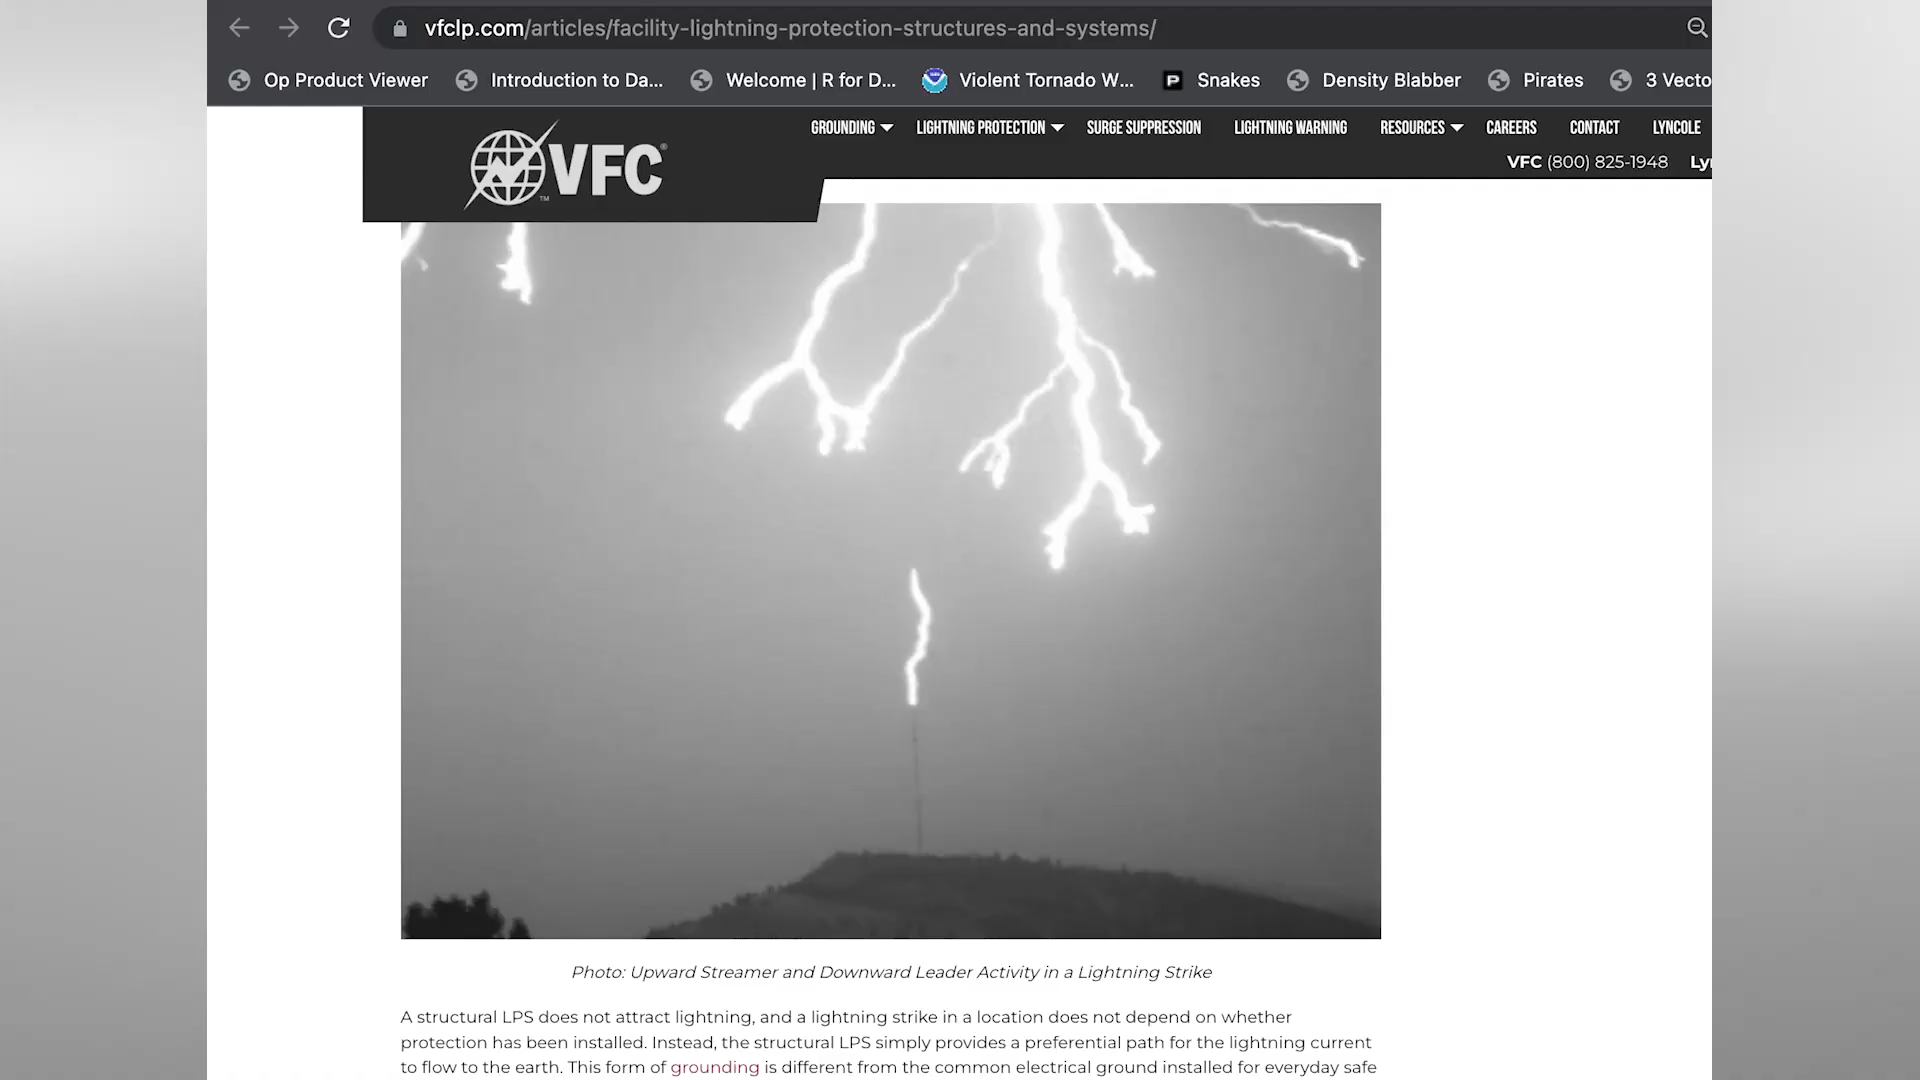 vfclp.com/articles/facility-lightning-protection-structures-and-systems/
Op Product Viewer Introduction to Da... Welcome | R for D... Violent Tornado W... P Snakes Density Blabber Pirates 3 Vecto
GROUNDING LIGHTNING PROTECTION SURGE SUPPRESSION LIGHTNING WARNING RESOURCES CAREERS CONTACT LYNCOLE
VFC® ™
VFC (800) 825-1948 Ly
Photo: Upward Streamer and Downward Leader Activity in a Lightning Strike
A structural LPS does not attract lightning, and a lightning strike in a location does not depend on whether
protection has been installed. Instead, the structural LPS simply provides a preferential path for the lightning current
to flow to the earth. This form of grounding is different from the common electrical ground installed for everyday safe